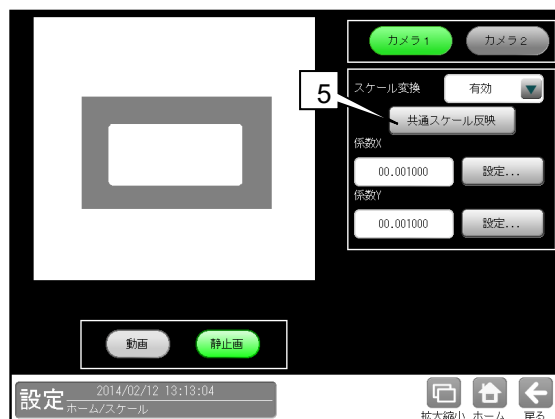 カメラ1 カメラ2
5
スケール変換 有効
共通スケール反映
係数X
00.001000 設定...
係数Y
00.001000 設定...
動画 静止画
設定 2014/02/12 13:13:04
ホーム/スケール
拡大縮小 ホーム 戻る